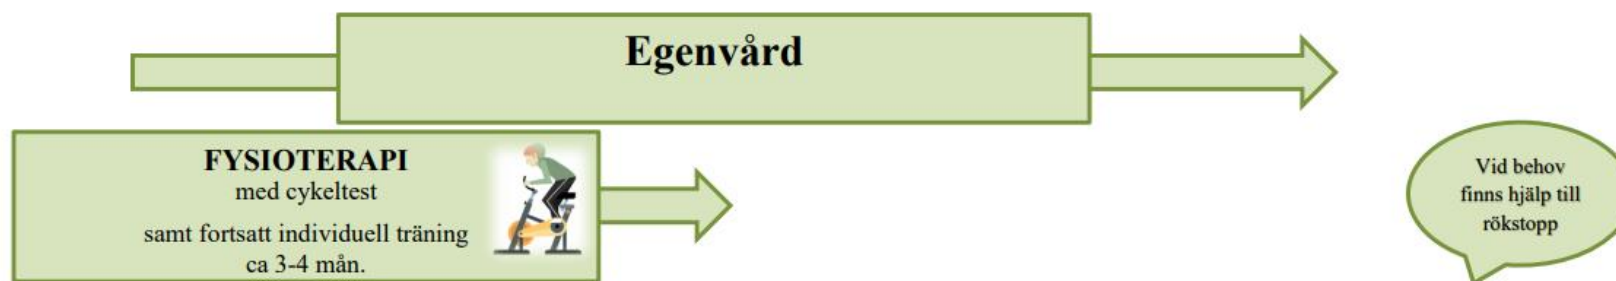 Egenvård
FYSIOTERAPI
med cykeltest
samt fortsatt individuell träning
ca 3-4 mån.
Vid behov
finns hjälp till
rökstopp